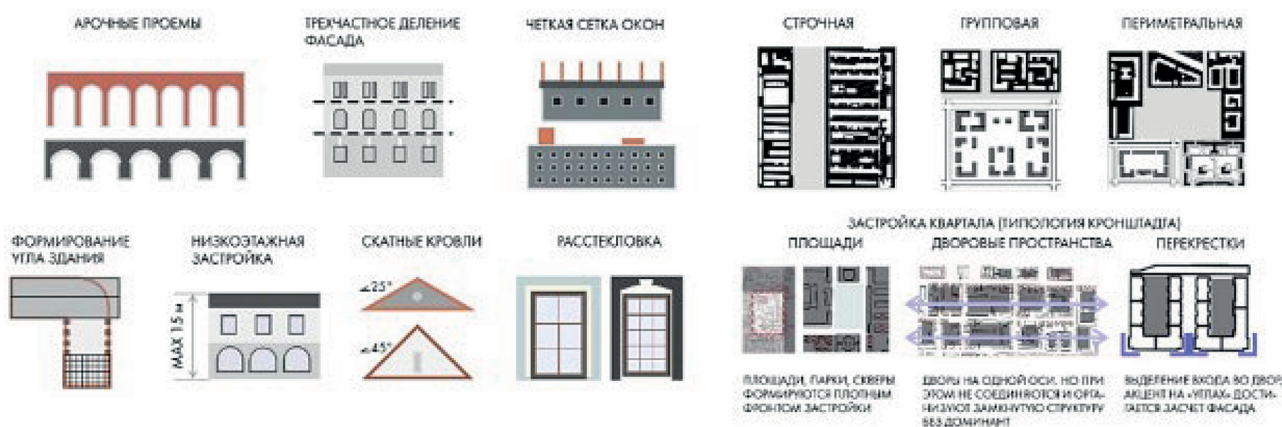 АРОЧНЫЕ ПРОЕМЫ
ТРЕХЧАСТНОЕ ДЕЛЕНИЕ
ФАСАДА
ЧЕТКАЯ СЕТКА ОКОН
СТРОЧНАЯ
ГРУППОВАЯ
ПЕРИМЕТРАЛЬНАЯ
ФОРМИРОВАНИЕ
УГЛА ЗДАНИЯ
НИЗКОЭТАЖНАЯ
ЗАСТРОЙКА
MAX 15 м
СКАТНЫЕ КРОВЛИ
∠25°
∠45°
РАССТЕКЛОВКА
ЗАСТРОЙКА КВАРТАЛА (ТИПОЛОГИЯ КРОНШТАДТА)
ПЛОЩАДИ
ДВОРОВЫЕ ПРОСТРАНСТВА
ПЕРЕКРЕСТКИ
ПЛОЩАДИ, ПАРКИ, СКВЕРЫ
ФОРМИРУЮТСЯ ПЛОТНЫМ
ФРОНТОМ ЗАСТРОЙКИ
ДВОРЫ НА ОДНОЙ ОСИ. НО ПРИ
ЭТОМ НЕ СОЕДИНЯЮТСЯ И ОРГА-
НИЗУЮТ ЗАМКНУТУЮ СТРУКТУРУ
БЕЗ ДОМИНАНТ
ВЫДЕЛЕНИЕ ВХОДА ВО ДВОР,
АКЦЕНТ НА «УГЛАХ» ДОСТИ-
ГАЕТСЯ ЗАСЧЕТ ФАСАДА